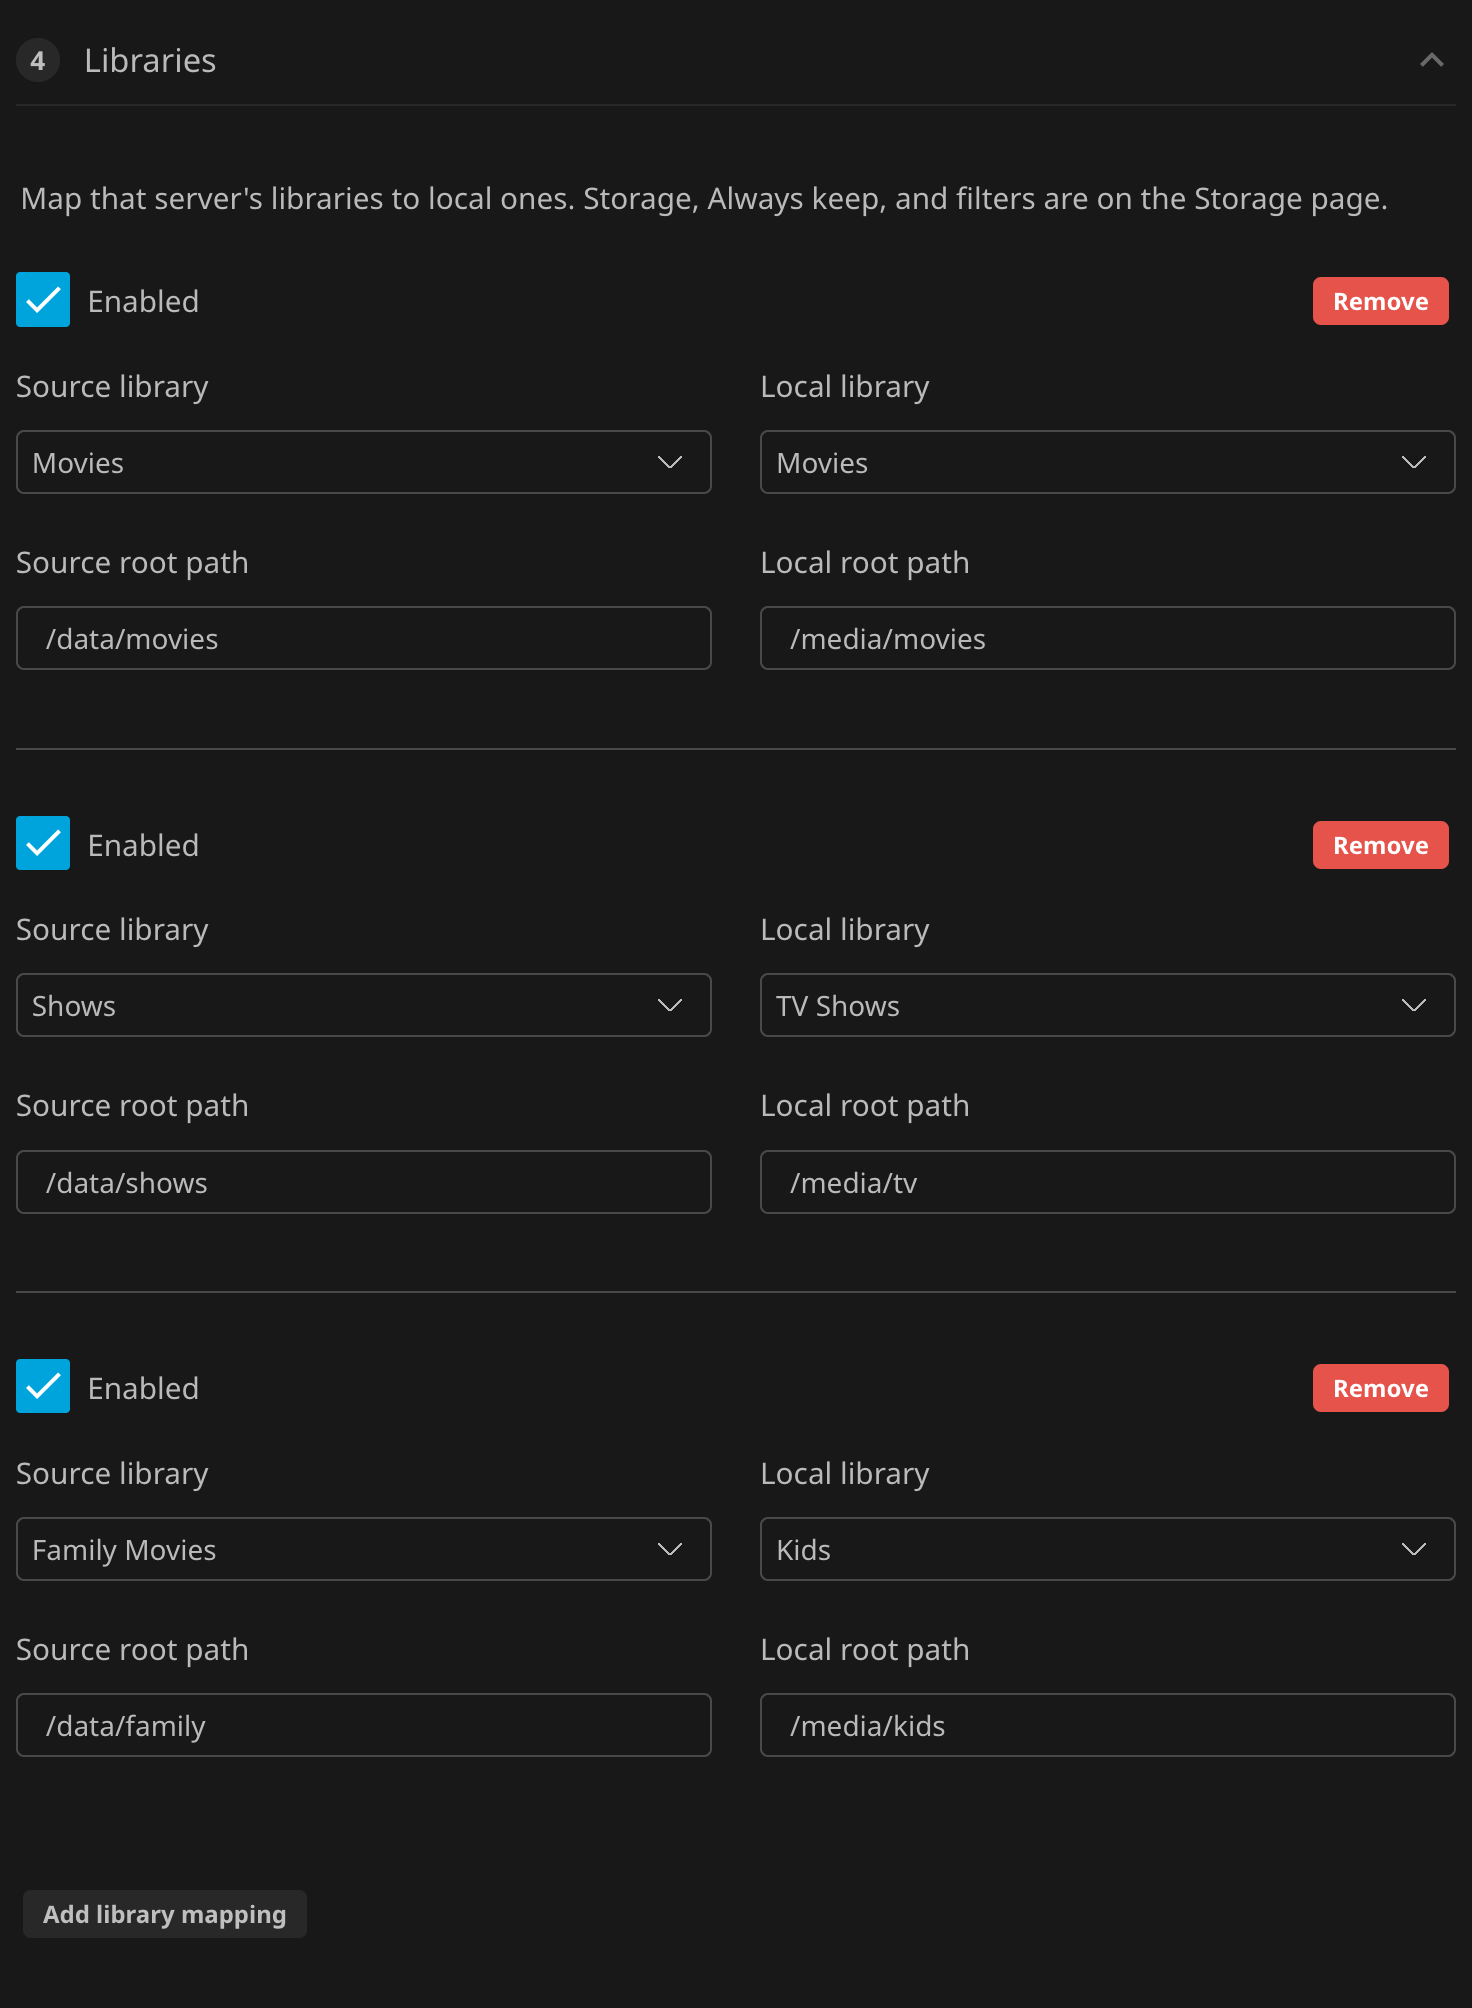 4 Libraries
Map that server's libraries to local ones. Storage, Always keep, and filters are on the Storage page.
Enabled Remove
Source library Local library
Movies Movies
Source root path Local root path
/data/movies /media/movies
Enabled Remove
Source library Local library
Shows TV Shows
Source root path Local root path
/data/shows /media/tv
Enabled Remove
Source library Local library
Family Movies Kids
Source root path Local root path
/data/family /media/kids
Add library mapping